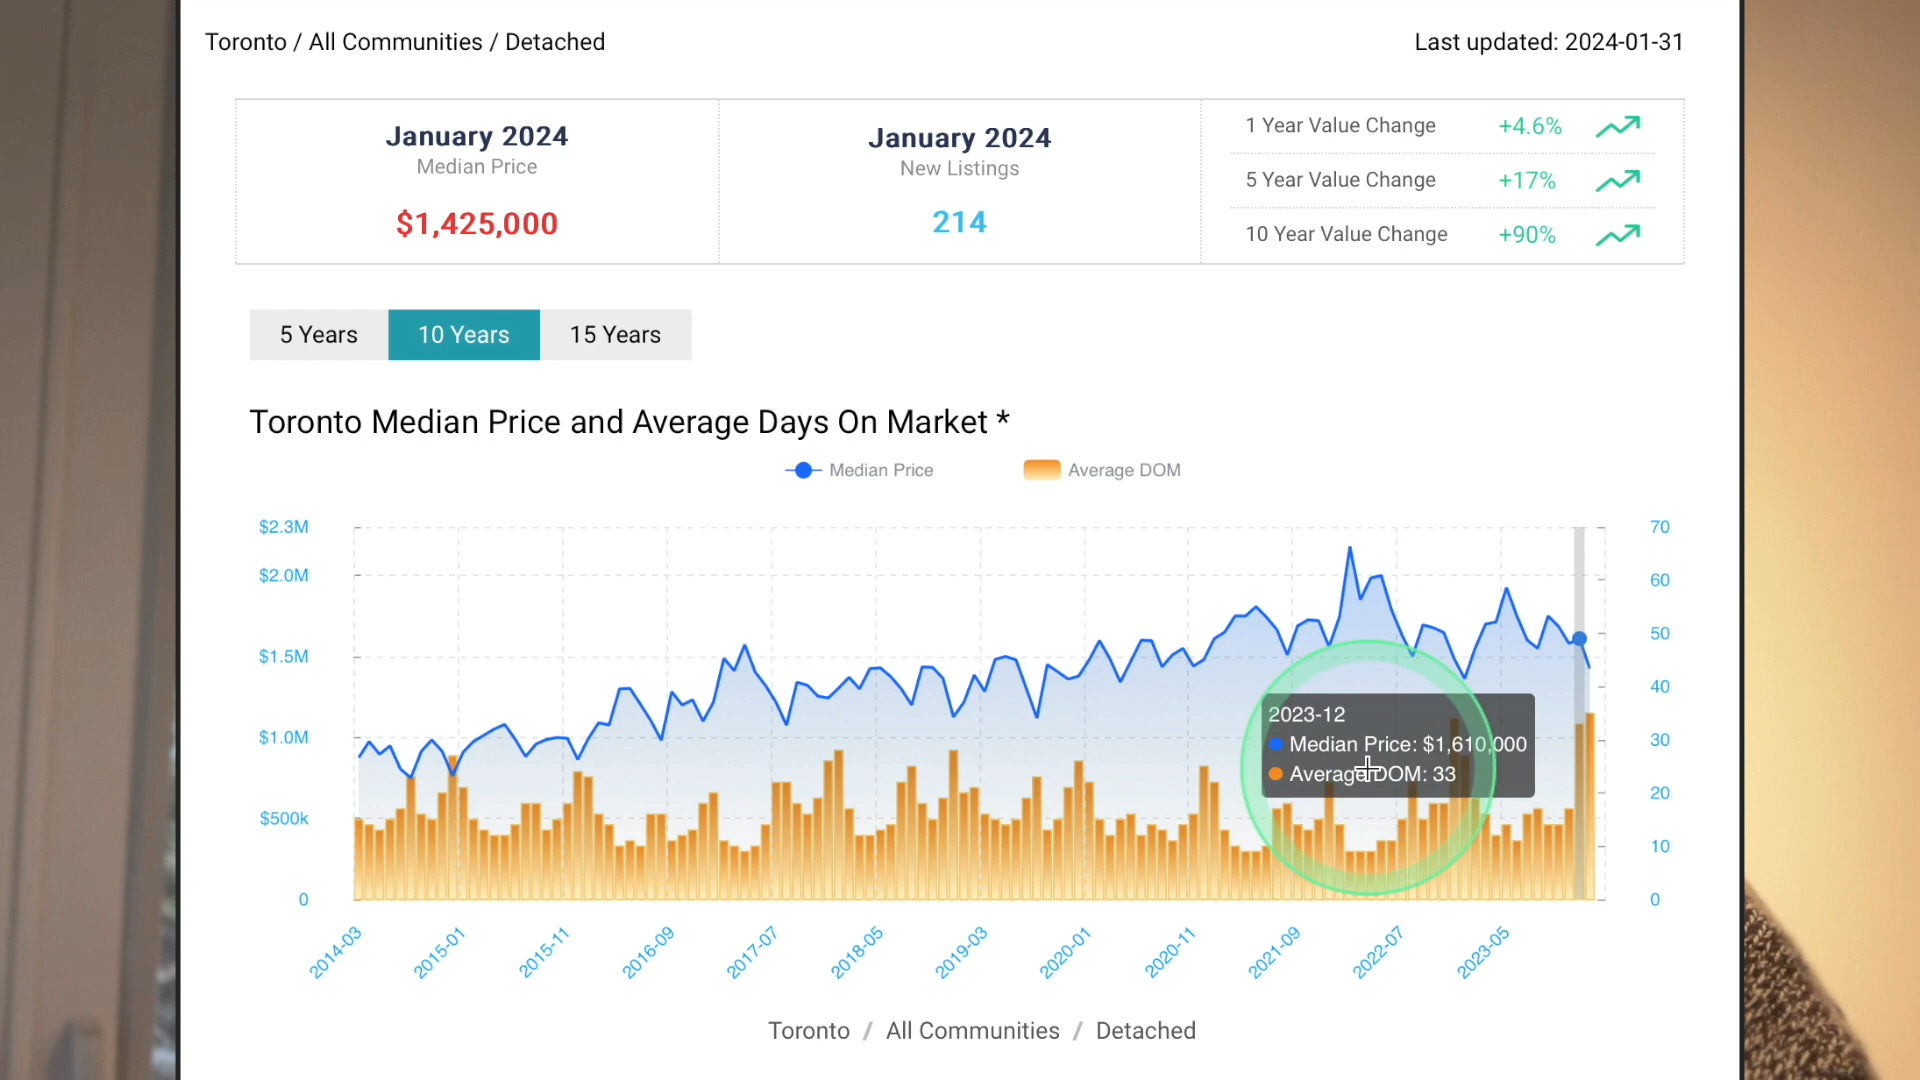 Toronto / All Communities / Detached
Last updated: 2024-01-31
January 2024
Median Price
$1,425,000
January 2024
New Listings
214
1 Year Value Change +4.6%
5 Year Value Change +17%
10 Year Value Change +90%
5 Years 10 Years 15 Years
Toronto Median Price and Average Days On Market *
Median Price Average DOM
$2.3M 70
$2.0M 60
$1.5M 50
40
$1.0M 30
20
$500k 10
0 0
2023-12
Median Price: $1,610,000
Average DOM: 33
2014-03 2015-01 2015-11 2016-09 2017-07 2018-05 2019-03 2020-01 2020-11 2021-09 2022-07 2023-05
Toronto / All Communities / Detached